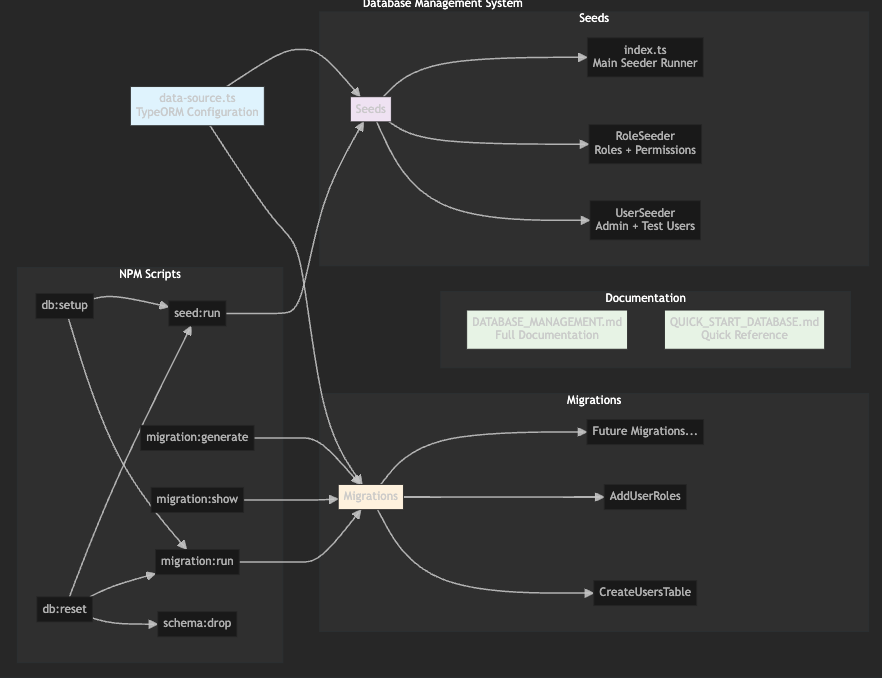 Database Management System
Seeds
index.ts
Main Seeder Runner
data-source.ts
TypeORM Configuration
Seeds
RoleSeeder
Roles + Permissions
UserSeeder
Admin + Test Users
NPM Scripts
db:setup
seed:run
migration:generate
migration:show
migration:run
db:reset
schema:drop
Documentation
DATABASE_MANAGEMENT.md
Full Documentation
QUICK_START_DATABASE.md
Quick Reference
Migrations
Future Migrations...
Migrations
AddUserRoles
CreateUsersTable